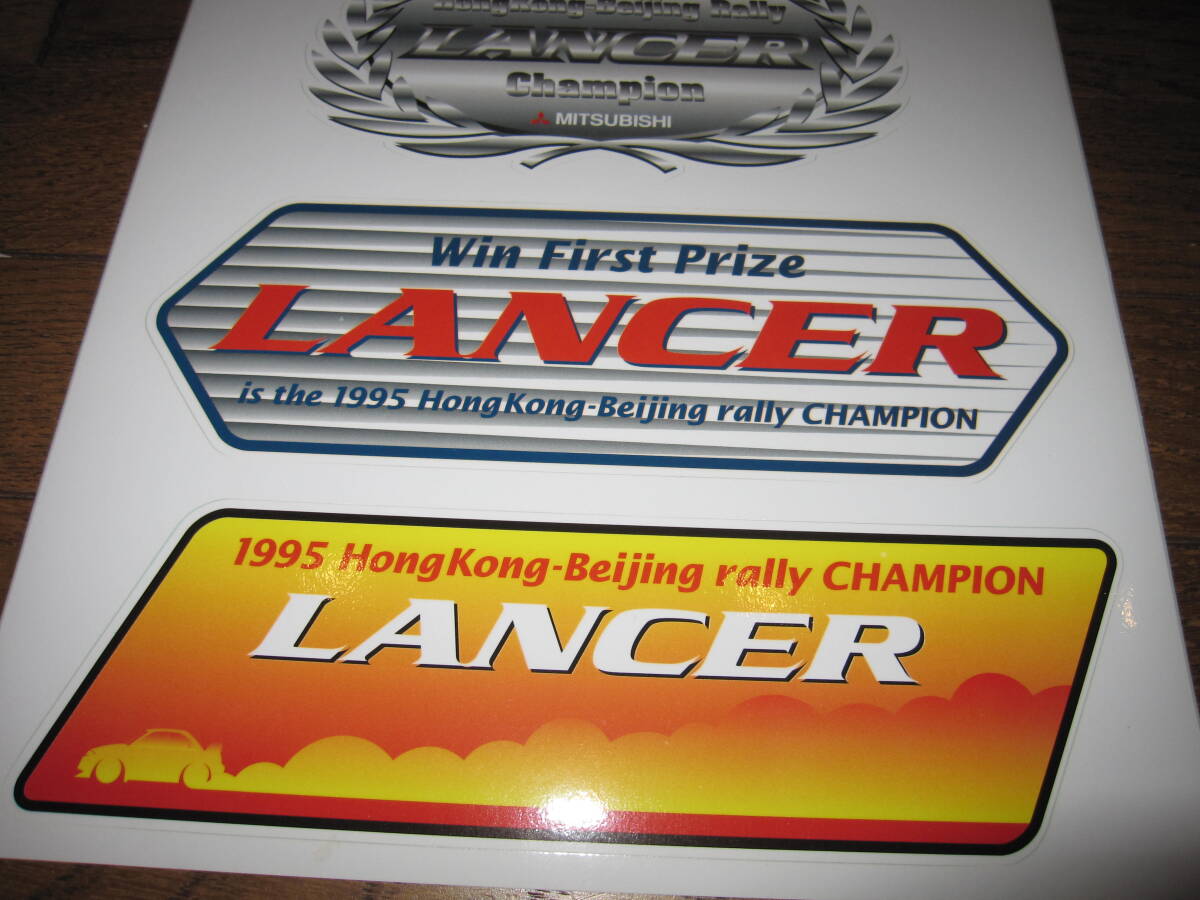 HongKong-Beijing Rally
LANCER
Champion
MITSUBISHI
Win First Prize
LANCER
is the 1995 HongKong-Beijing rally CHAMPION
1995 HongKong-Beijing rally CHAMPION
LANCER